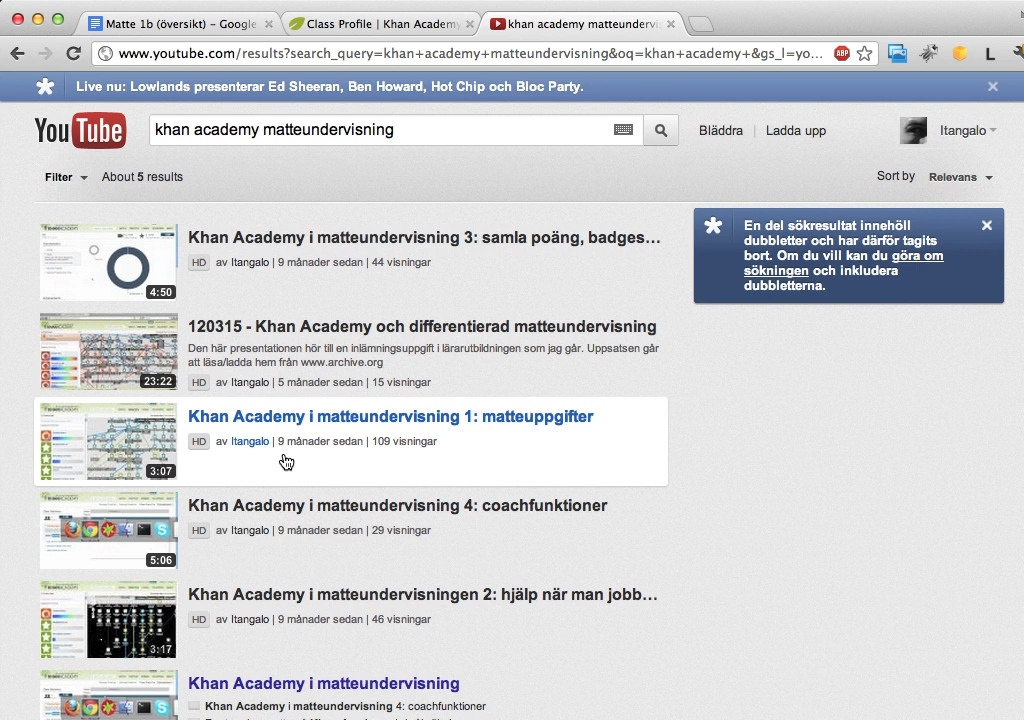 Matte 1b (översikt) - Google
Class Profile | Khan Academy
khan academy matteundervis
www.youtube.com/results?search_query=khan+academy+matteundervisning&oq=khan+academy+&gs_l=yo...
ABP
L
Live nu: Lowlands presenterar Ed Sheeran, Ben Howard, Hot Chip och Bloc Party.
YouTube
khan academy matteundervisning
Bläddra | Ladda upp
Itangalo
Filter
About 5 results
Sort by Relevans
En del sökresultat innehöll
dubbletter och har därför tagits
bort. Om du vill kan du göra om
sökningen och inkludera
dubbletterna.
Khan Academy i matteundervisning 3: samla poäng, badges...
HD av Itangalo | 9 månader sedan | 44 visningar
4:50
120315 - Khan Academy och differentierad matteundervisning
Den här presentationen hör till en inlämningsuppgift i lärarutbildningen som jag går. Uppsatsen går
att läsa/ladda hem från www.archive.org
HD av Itangalo | 5 månader sedan | 15 visningar
23:22
Khan Academy i matteundervisning 1: matteuppgifter
HD av Itangalo | 9 månader sedan | 109 visningar
3:07
Khan Academy i matteundervisning 4: coachfunktioner
HD av Itangalo | 9 månader sedan | 29 visningar
5:06
Khan Academy i matteundervisningen 2: hjälp när man jobb...
HD av Itangalo | 9 månader sedan | 46 visningar
3:17
Khan Academy i matteundervisning
Khan Academy i matteundervisning 4: coachfunktioner